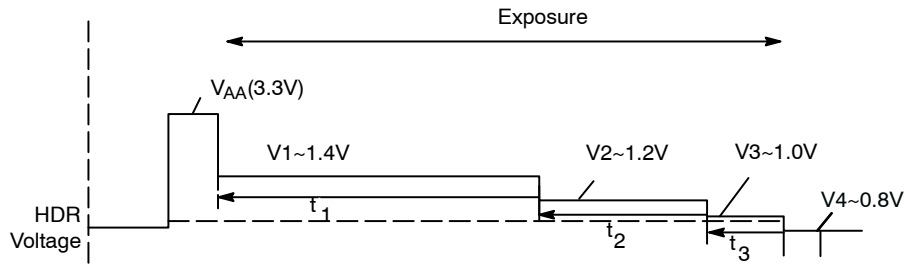 Exposure
VAA(3.3V)
V1~1.4V
V2~1.2V
V3~1.0V
V4~0.8V
HDR
Voltage
t1
t2
t3